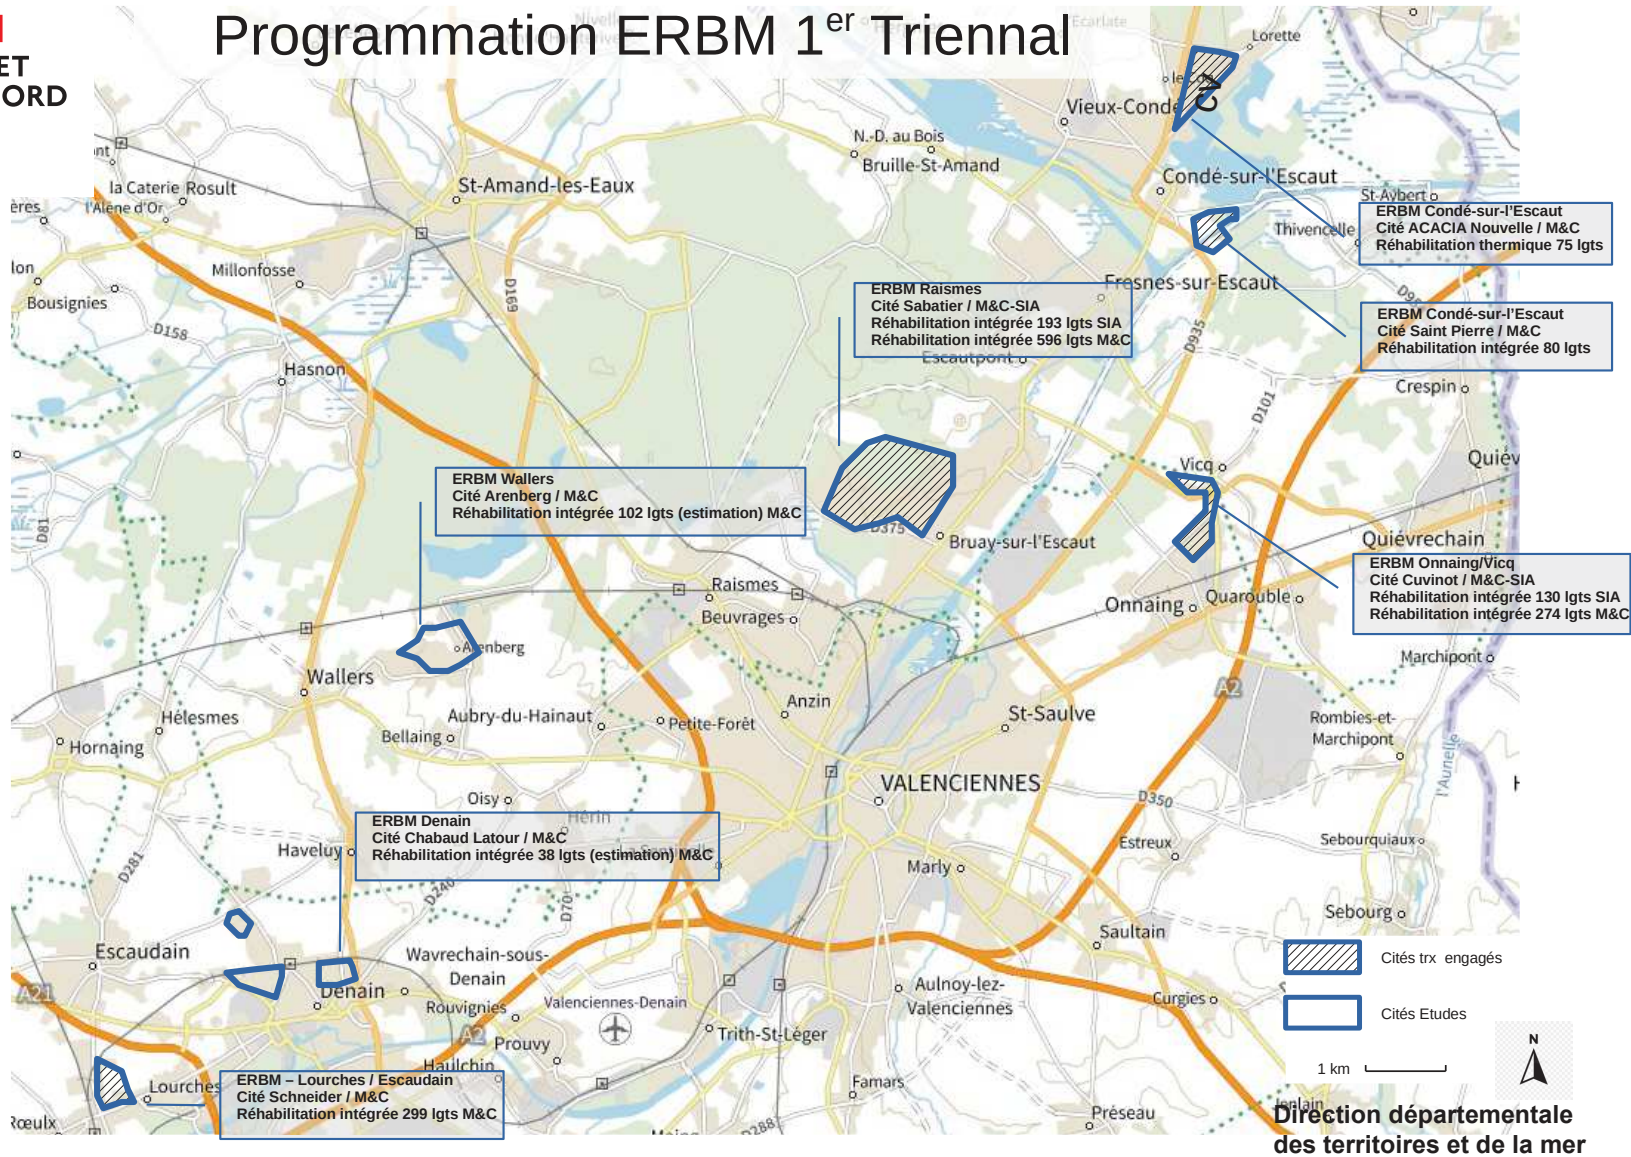 Programmation ERBM 1er Triennal
ET
ORD
Lorette
Vieux-Condé
CV
N.-D. au Bois
Bruille-St-Amand
Condé-sur-l'Escaut
St-Aybert
la Caterie
Rosult
l'Alène d'Or
St-Amand-les-Eaux
Thivencelle
ERBM Condé-sur-l'Escaut
Cité ACACIA Nouvelle / M&C
Réhabilitation thermique 75 lgts
Millonfosse
Bousignies
D158
D169
Fresnes-sur-Escaut
ERBM Raismes
Cité Sabatier / M&C-SIA
Réhabilitation intégrée 193 lgts SIA
Réhabilitation intégrée 596 lgts M&C
Escautpont
D935
ERBM Condé-sur-l'Escaut
Cité Saint Pierre / M&C
Réhabilitation intégrée 80 lgts
Hasnon
Crespin
D101
Vicq
Quiév
ERBM Wallers
Cité Arenberg / M&C
Réhabilitation intégrée 102 lgts (estimation) M&C
D81
D375
Bruay-sur-l'Escaut
Quiévrechain
ERBM Onnaing/Vicq
Cité Cuvinot / M&C-SIA
Réhabilitation intégrée 130 lgts SIA
Réhabilitation intégrée 274 lgts M&C
Raismes
Beuvrages
Onnaing
Quarouble
Arenberg
Marchipont
Wallers
A2
Anzin
St-Saulve
Hélesmes
Aubry-du-Hainaut
Petite-Forêt
Bellaing
Hornaing
Rombies-et-
Marchipont
l'Aunelle
VALENCIENNES
Oisy
Hérin
D350
ERBM Denain
Cité Chabaud Latour / M&C
Réhabilitation intégrée 38 lgts (estimation) M&C
La Sentinelle
Haveluy
Estreux
Sebourquiaux
D281
D240
D70
Marly
Sebourg
Escaudain
Saultain
Wavrechain-sous-
Denain
Denain
Rouvignies
Valenciennes-Denain
Aulnoy-lez-
Valenciennes
Curgies
A21
A2
Prouvy
Trith-St-Léger
Haulchin
Cités trx engagés
Cités Etudes
N
1 km
Lourches
ERBM – Lourches / Escaudain
Cité Schneider / M&C
Réhabilitation intégrée 299 lgts M&C
Famars
Préseau
Rœulx
D288
Jenlain
Direction départementale
des territoires et de la mer